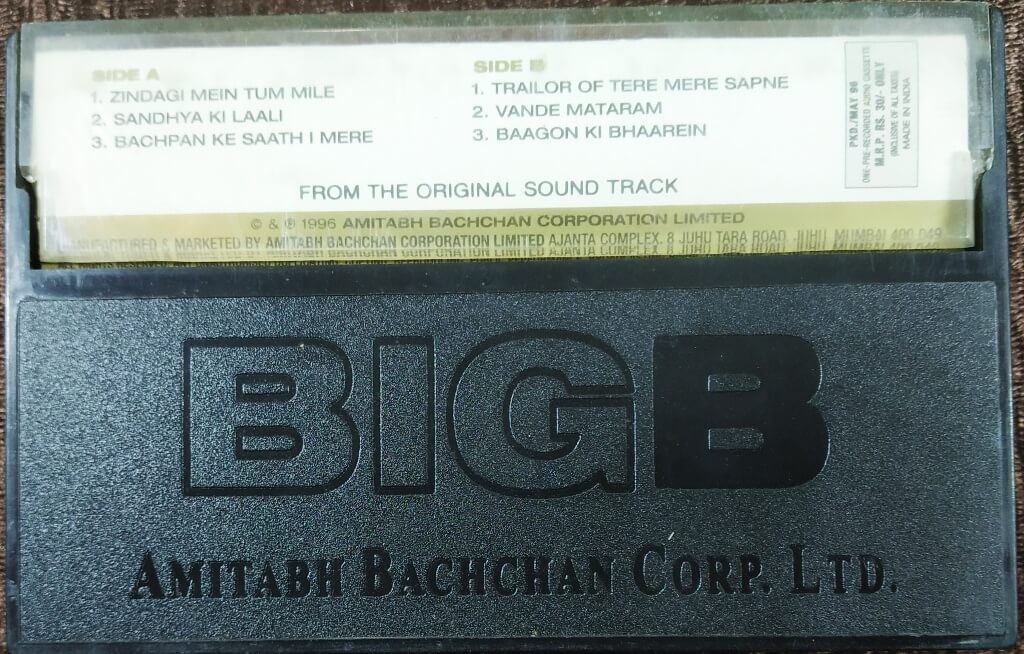 SIDE A
1. ZINDAGI MEIN TUM MILE
2. SANDHYA KI LAALI
3. BACHPAN KE SAATH I MERE
SIDE B
1. TRAILOR OF TERE MERE SAPNE
2. VANDE MATARAM
3. BAAGON KI BHAAREIN
PKD./MAY 96
ONE-PRE-RECORDED AUDIO CASSETTE
M.R.P. RS. 30/- ONLY
(INCLUSIVE OF ALL TAXES)
MADE IN INDIA
FROM THE ORIGINAL SOUND TRACK
© & ℗ 1996 AMITABH BACHCHAN CORPORATION LIMITED
MANUFACTURED & MARKETED BY AMITABH BACHCHAN CORPORATION LIMITED AJANTA COMPLEX, 8 JUHU TARA ROAD, JUHU, MUMBAI 400 049
BIGB
AMITABH BACHCHAN CORP. LTD.